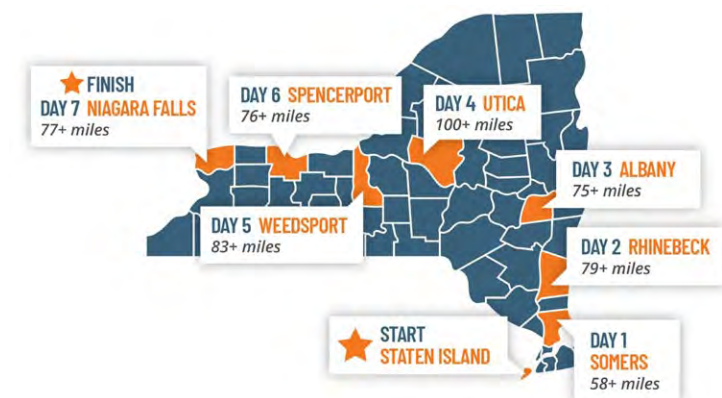 FINISH
DAY 7 NIAGARA FALLS
77+ miles
DAY 6 SPENCERPORT
76+ miles
DAY 4 UTICA
100+ miles
DAY 3 ALBANY
75+ miles
DAY 5 WEEDSPORT
83+ miles
DAY 2 RHINEBECK
79+ miles
START
STATEN ISLAND
DAY 1
SOMERS
58+ miles